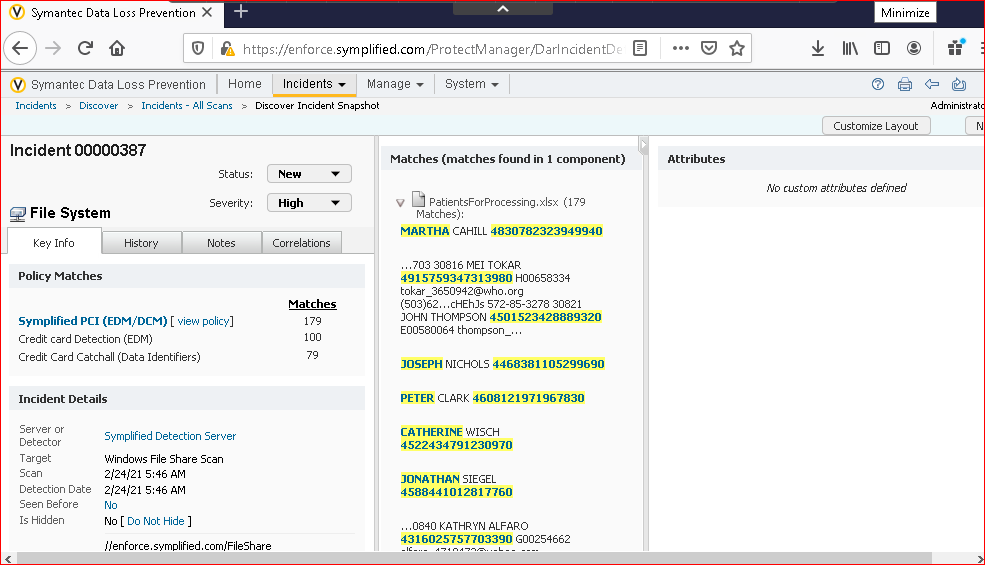 Symantec Data Loss Prevention
Minimize
https://enforce.symplified.com/ProtectManager/DarIncidentDe
Symantec Data Loss Prevention
Home
Incidents
Manage
System
Incidents > Discover > Incidents - All Scans > Discover Incident Snapshot
Administrato
Customize Layout
N
Incident 00000387
Status: New
Severity: High
File System
Key Info
History
Notes
Correlations
Policy Matches
Matches
Symplified PCI (EDM/DCM) [ view policy] 179
Credit card Detection (EDM) 100
Credit Card Catchall (Data Identifiers) 79
Incident Details
Server or
Detector
Symplified Detection Server
Target Windows File Share Scan
Scan 2/24/21 5:46 AM
Detection Date 2/24/21 5:46 AM
Seen Before No
Is Hidden No [ Do Not Hide ]
//enforce.symplified.com/FileShare
Matches (matches found in 1 component)
PatientsForProcessing.xlsx (179
Matches):
MARTHA CAHILL 4830782323949940
...703 30816 MEI TOKAR
4915759347313980 H00658334
tokar_3650942@who.org
(503)62...cHEhJs 572-85-3278 30821
JOHN THOMPSON 4501523428889320
E00580064 thompson_...
JOSEPH NICHOLS 4468381105299690
PETER CLARK 4608121971967830
CATHERINE WISCH
4522434791230970
JONATHAN SIEGEL
4588441012817760
...0840 KATHRYN ALFARO
4316025757703390 G00254662
Attributes
No custom attributes defined